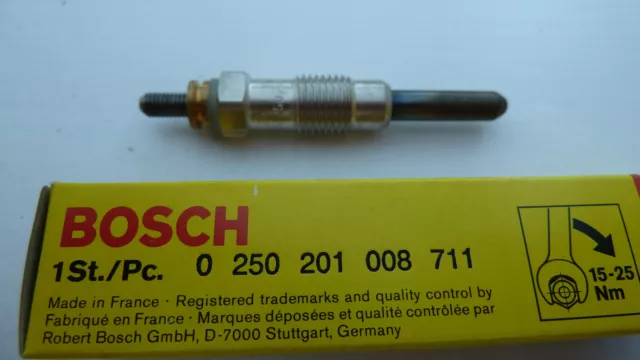 BOSCH
1St./Pc. 0 250 201 008 711
15-25
Nm
Made in France · Registered trademarks and quality control by
Fabriqué en France · Marques déposées et qualité contrôlée par
Robert Bosch GmbH, D-7000 Stuttgart, Germany